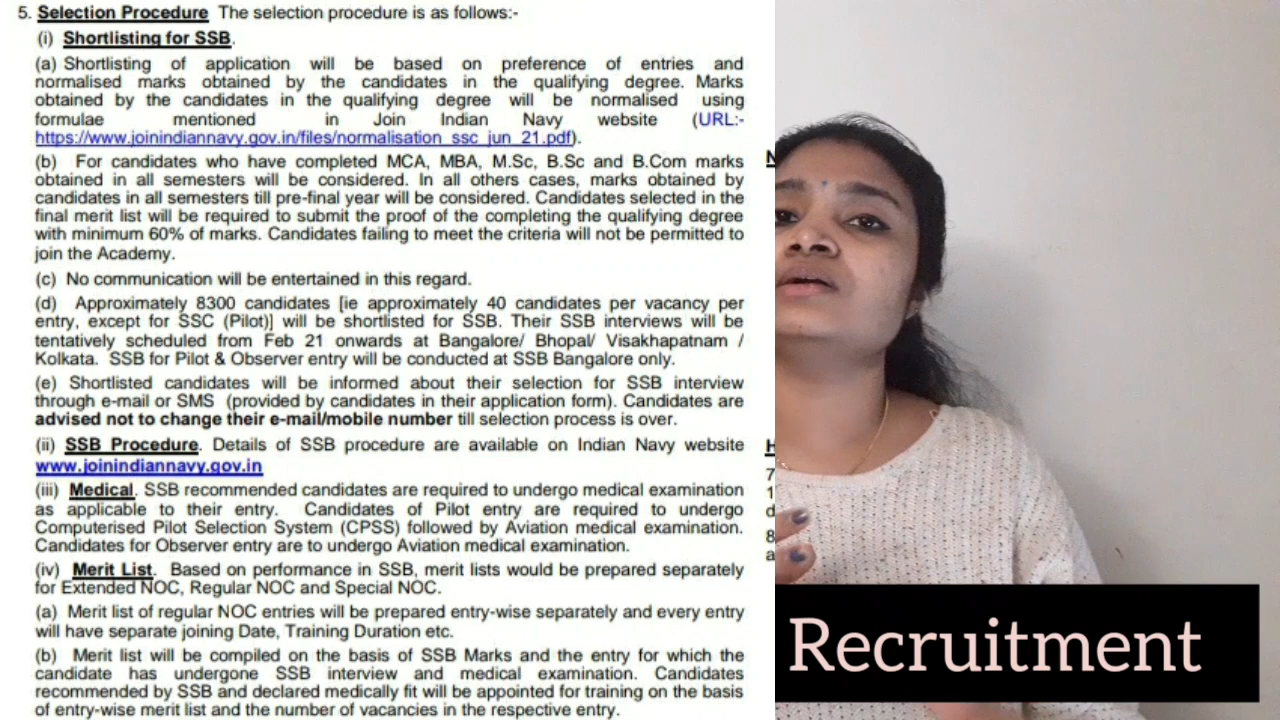 5. Selection Procedure The selection procedure is as follows:-
(i) Shortlisting for SSB.
(a) Shortlisting of application will be based on preference of entries and
normalised marks obtained by the candidates in the qualifying degree. Marks
obtained by the candidates in the qualifying degree will be normalised using
formulae mentioned in Join Indian Navy website (URL:-
https://www.joinindiannavy.gov.in/files/normalisation_ssc_jun_21.pdf).
(b) For candidates who have completed MCA, MBA, M.Sc, B.Sc and B.Com marks
obtained in all semesters will be considered. In all others cases, marks obtained by
candidates in all semesters till pre-final year will be considered. Candidates selected in the
final merit list will be required to submit the proof of the completing the qualifying degree
with minimum 60% of marks. Candidates failing to meet the criteria will not be permitted to
join the Academy.
(c) No communication will be entertained in this regard.
(d) Approximately 8300 candidates [ie approximately 40 candidates per vacancy per
entry, except for SSC (Pilot)] will be shortlisted for SSB. Their SSB interviews will be
tentatively scheduled from Feb 21 onwards at Bangalore/ Bhopal/ Visakhapatnam /
Kolkata. SSB for Pilot & Observer entry will be conducted at SSB Bangalore only.
(e) Shortlisted candidates will be informed about their selection for SSB interview
through e-mail or SMS (provided by candidates in their application form). Candidates are
advised not to change their e-mail/mobile number till selection process is over.
(ii) SSB Procedure. Details of SSB procedure are available on Indian Navy website
www.joinindiannavy.gov.in
(iii) Medical. SSB recommended candidates are required to undergo medical examination
as applicable to their entry. Candidates of Pilot entry are required to undergo
Computerised Pilot Selection System (CPSS) followed by Aviation medical examination.
Candidates for Observer entry are to undergo Aviation medical examination.
(iv) Merit List. Based on performance in SSB, merit lists would be prepared separately
for Extended NOC, Regular NOC and Special NOC.
(a) Merit list of regular NOC entries will be prepared entry-wise separately and every entry
will have separate joining Date, Training Duration etc.
(b) Merit list will be compiled on the basis of SSB Marks and the entry for which the
candidate has undergone SSB interview and medical examination. Candidates
recommended by SSB and declared medically fit will be appointed for training on the basis
of entry-wise merit list and the number of vacancies in the respective entry.
Recruitment